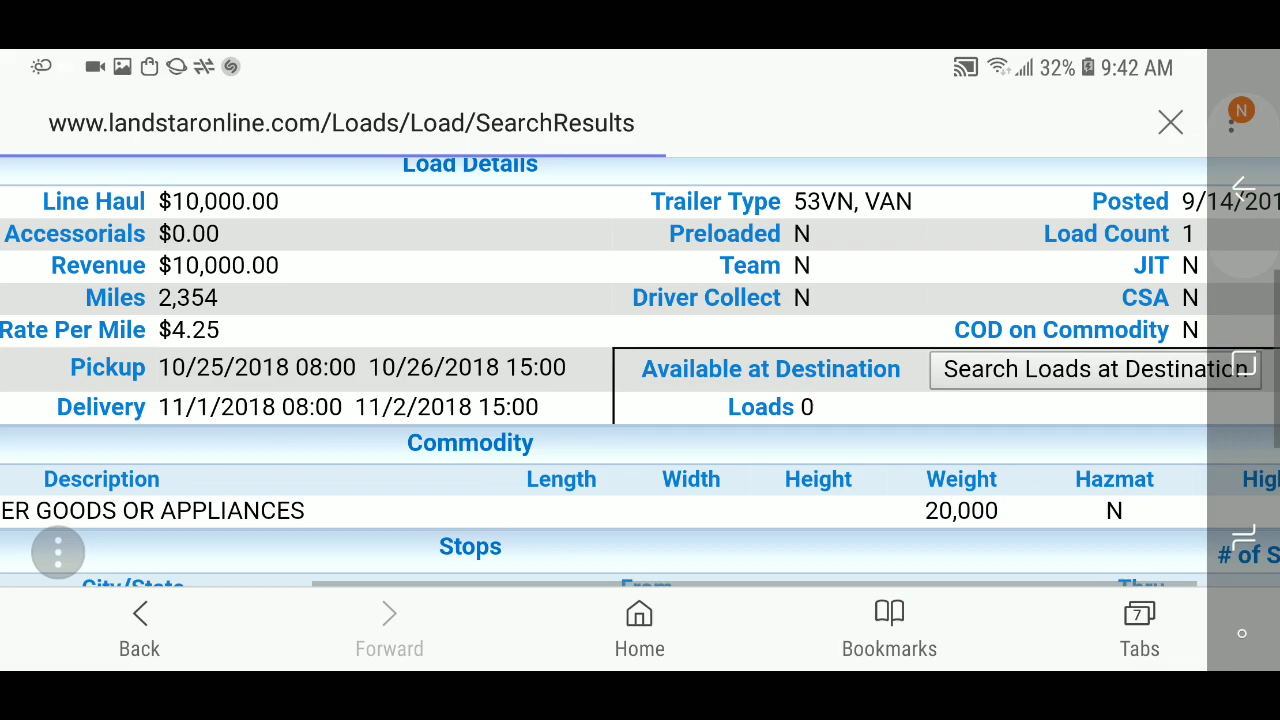 32% 9:42 AM
www.landstaronline.com/Loads/Load/SearchResults
N
Load Details
Line Haul $10,000.00 Trailer Type 53VN, VAN Posted 9/14/201
Accessorials $0.00 Preloaded N Load Count 1
Revenue $10,000.00 Team N JIT N
Miles 2,354 Driver Collect N CSA N
Rate Per Mile $4.25 COD on Commodity N
Pickup 10/25/2018 08:00 10/26/2018 15:00 Available at Destination Search Loads at Destination
Delivery 11/1/2018 08:00 11/2/2018 15:00 Loads 0
Commodity
Description Length Width Height Weight Hazmat High
ER GOODS OR APPLIANCES 20,000 N
Stops # of S
City/State From Thru
7
Back Forward Home Bookmarks Tabs